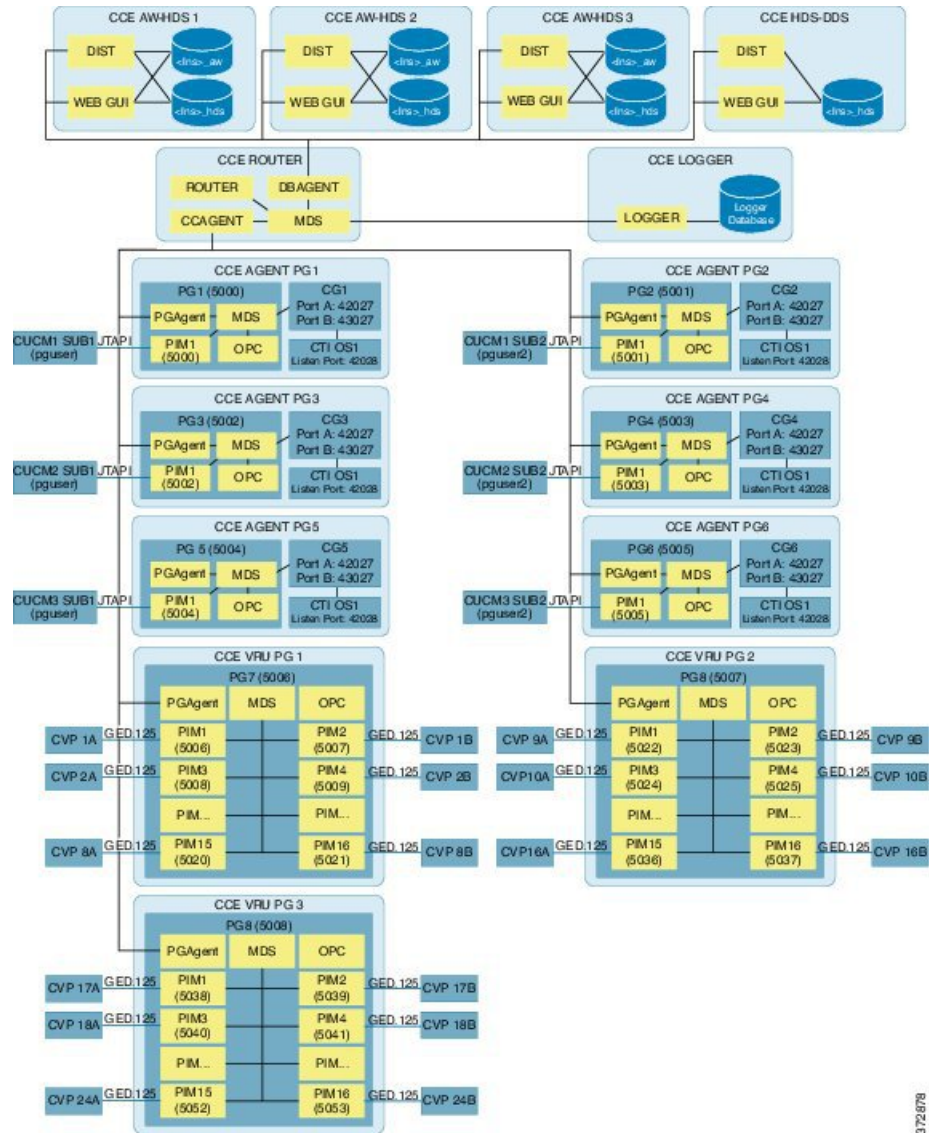 CCE AW-HDS 1
DIST
<Ins>_aw
WEB GUI
<Ins>_hds
CCE AW-HDS 2
DIST
<Ins>_aw
WEB GUI
<Ins>_hds
CCE AW-HDS 3
DIST
<Ins>_aw
WEB GUI
<Ins>_hds
CCE HDS-DDS
DIST
WEB GUI
<Ins>_hds
CCE ROUTER
ROUTER
DBAGENT
CCAGENT
MDS
CCE LOGGER
LOGGER
Logger
Database
CCE AGENT PG1
PG1 (5000)
PGAgent
MDS
PIM1
(5000)
OPC
CG1
Port A: 42027
Port B: 43027
CTI OS1
Listen Port: 42028
CUCM1 SUB1
(pguser)
JTAPI
CCE AGENT PG2
PG2 (5001)
PGAgent
MDS
PIM1
(5001)
OPC
CG2
Port A: 42027
Port B: 43027
CTI OS1
Listen Port: 42028
CUCM1 SUB2
(pguser2)
JTAPI
CCE AGENT PG3
PG3 (5002)
PGAgent
MDS
PIM1
(5002)
OPC
CG3
Port A: 42027
Port B: 43027
CTI OS1
Listen Port: 42028
CUCM2 SUB1
(pguser)
JTAPI
CCE AGENT PG4
PG4 (5003)
PGAgent
MDS
PIM1
(5003)
OPC
CG4
Port A: 42027
Port B: 43027
CTI OS1
Listen Port: 42028
CUCM2 SUB2
(pguser2)
JTAPI
CCE AGENT PG5
PG 5 (5004)
PGAgent
MDS
PIM1
(5004)
OPC
CG5
Port A: 42027
Port B: 43027
CTI OS1
Listen Port: 42028
CUCM3 SUB1
(pguser)
JTAPI
CCE AGENT PG6
PG6 (5005)
PGAgent
MDS
PIM1
(5005)
OPC
CG6
Port A: 42027
Port B: 43027
CTI OS1
Listen Port: 42028
CUCM3 SUB2
(pguser2)
JTAPI
CCE VRU PG 1
PG7 (5006)
PGAgent
MDS
OPC
CVP 1A
GED.125
PIM1
(5006)
PIM2
(5007)
GED.125
CVP 1B
CVP 2A
GED.125
PIM3
(5008)
PIM4
(5009)
GED.125
CVP 2B
PIM...
PIM...
CVP 8A
GED.125
PIM15
(5020)
PIM16
(5021)
GED.125
CVP 8B
CCE VRU PG 2
PG8 (5007)
PGAgent
MDS
OPC
CVP 9A
GED.125
PIM1
(5022)
PIM2
(5023)
GED.125
CVP 9B
CVP10A
GED.125
PIM3
(5024)
PIM4
(5025)
GED.125
CVP 10B
PIM...
PIM...
CVP16A
GED.125
PIM15
(5036)
PIM16
(5037)
GED.125
CVP 16B
CCE VRU PG 3
PG8 (5008)
PGAgent
MDS
OPC
CVP 17A
GED.125
PIM1
(5038)
PIM2
(5039)
GED.125
CVP 17B
CVP 18A
GED.125
PIM3
(5040)
PIM4
(5041)
GED.125
CVP 18B
PIM...
PIM...
CVP 24A
GED.125
PIM15
(5052)
PIM16
(5053)
GED.125
CVP 24B
372878